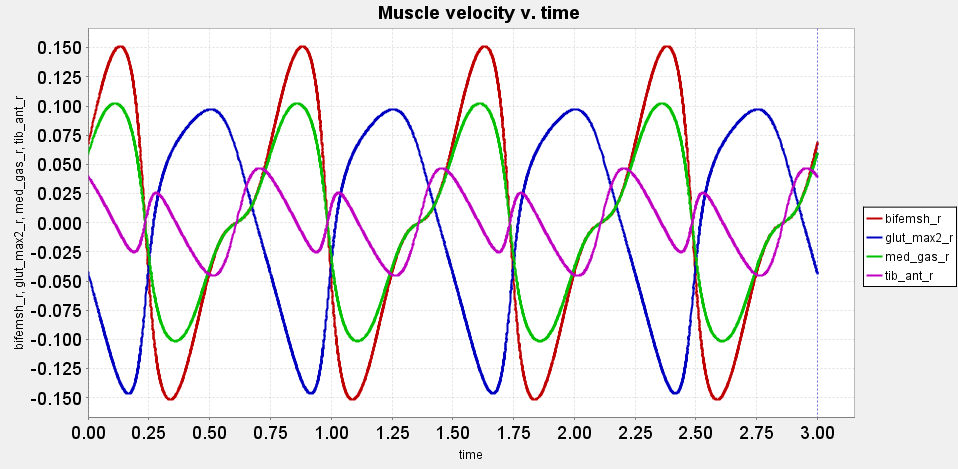 Muscle velocity v. time
bifemsh_r, glut_max2_r, med_gas_r, tib_ant_r
0.150
0.125
0.100
0.075
0.050
0.025
0.000
-0.025
-0.050
-0.075
-0.100
-0.125
-0.150
0.00 0.25 0.50 0.75 1.00 1.25 1.50 1.75 2.00 2.25 2.50 2.75 3.00
time
bifemsh_r
glut_max2_r
med_gas_r
tib_ant_r